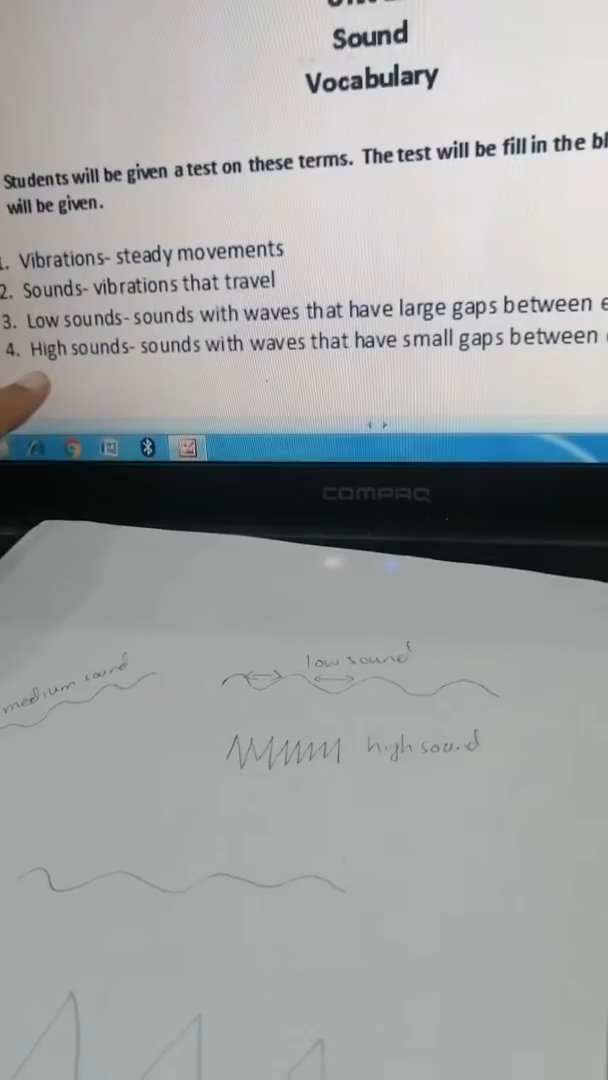 Sound
Vocabulary
Students will be given a test on these terms. The test will be fill in the bl
will be given.
1. Vibrations- steady movements
2. Sounds- vibrations that travel
3. Low sounds- sounds with waves that have large gaps between e
4. High sounds- sounds with waves that have small gaps between
COMPAQ
low sound
medium sound
high sound